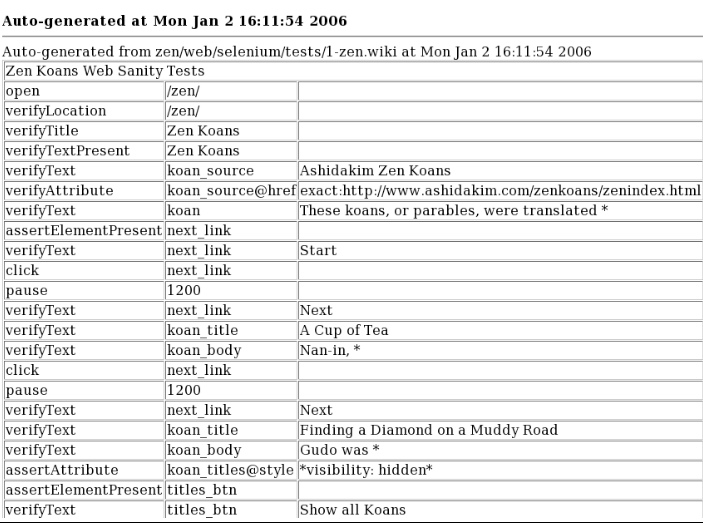 Auto-generated at Mon Jan 2 16:11:54 2006
Auto-generated from zen/web/selenium/tests/1-zen.wiki at Mon Jan 2 16:11:54 2006
Zen Koans Web Sanity Tests
open /zen/
verifyLocation /zen/
verifyTitle Zen Koans
verifyTextPresent Zen Koans
verifyText koan_source Ashidakim Zen Koans
verifyAttribute koan_source@href exact:http://www.ashidakim.com/zenkoans/zenindex.html
verifyText koan These koans, or parables, were translated *
assertElementPresent next_link
verifyText next_link Start
click next_link
pause 1200
verifyText next_link Next
verifyText koan_title A Cup of Tea
verifyText koan_body Nan-in, *
click next_link
pause 1200
verifyText next_link Next
verifyText koan_title Finding a Diamond on a Muddy Road
verifyText koan_body Gudo was *
assertAttribute koan_titles@style *visibility: hidden*
assertElementPresent titles_btn
verifyText titles_btn Show all Koans